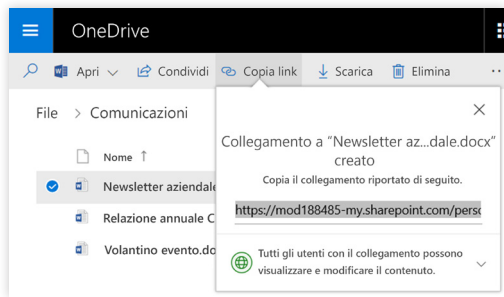 OneDrive
Apri Condividi Copia link Scarica Elimina
File > Comunicazioni
Nome ↑
Newsletter aziendale
Relazione annuale C
Volantino evento.do
Collegamento a “Newsletter az...dale.docx”
creato
Copia il collegamento riportato di seguito.
https://mod188485-my.sharepoint.com/perso
Tutti gli utenti con il collegamento possono
visualizzare e modificare il contenuto.